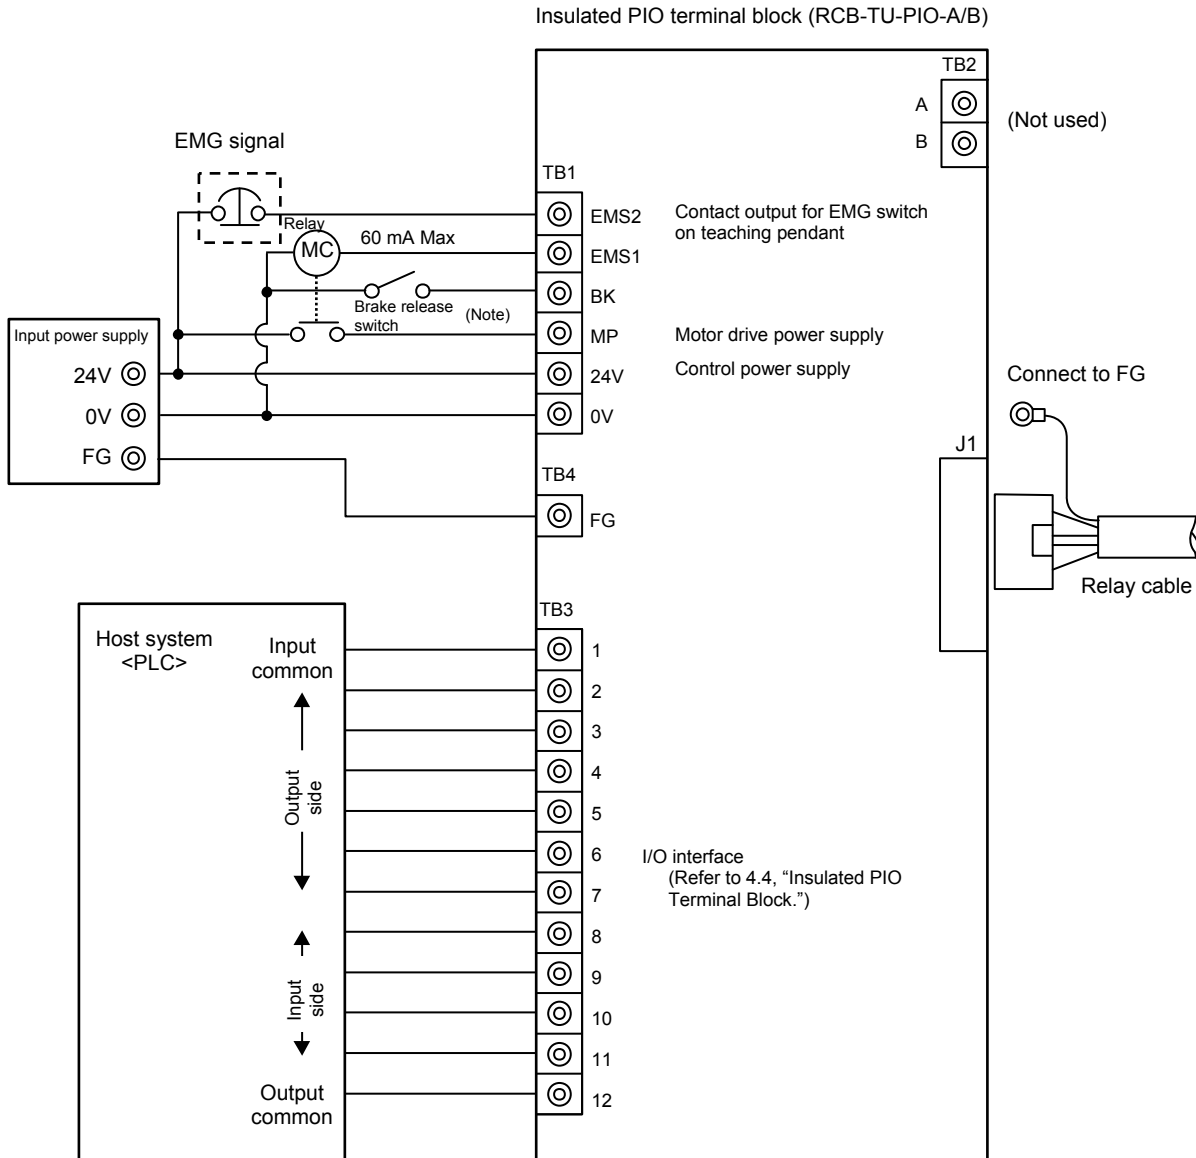 Insulated PIO terminal block (RCB-TU-PIO-A/B)
TB2
A
B
(Not used)
EMG signal
TB1
Relay
MC
60 mA Max
EMS2
Contact output for EMG switch
on teaching pendant
EMS1
BK
Brake release
switch
(Note)
MP
Motor drive power supply
Input power supply
24V
24V
Control power supply
0V
0V
FG
Connect to FG
J1
TB4
FG
Relay cable
TB3
Host system
<PLC>
Input
common
Output
side
Input
side
Output
common
1
2
3
4
5
6
7
8
9
10
11
12
I/O interface
(Refer to 4.4, “Insulated PIO
Terminal Block.”)